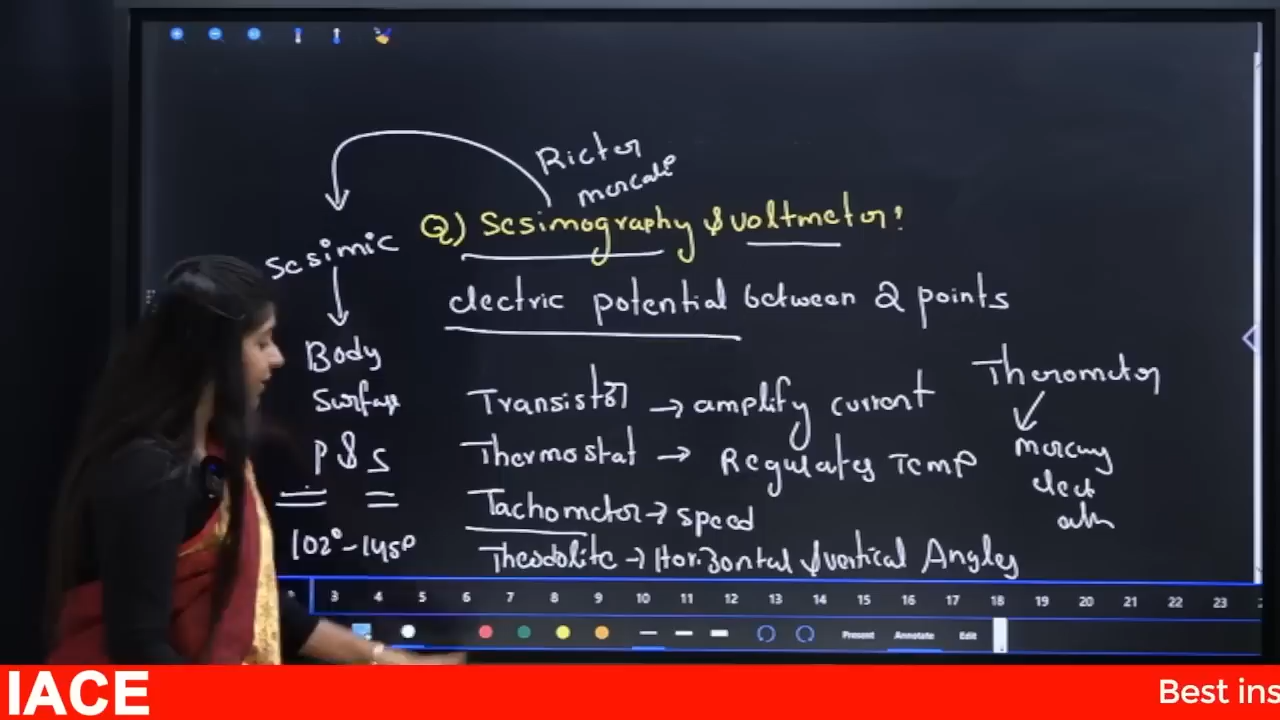 Ricter
mercali
Q) Sesimography & voltmeter?
Sesimic
electric potential between 2 points
Body
Surface
P & S
102° - 145°
Transistor → amplify current
Thermostat → Regulates Temp
Tachometer → speed
Theodolite → Horizontal & vertical Angles
Therometer
mercury
elect
3 4 5 6 7 8 9 10 11 12 13 14 15 16 17 18 19 20 21 22 23
Present Annotate Edit
IACE
Best ins